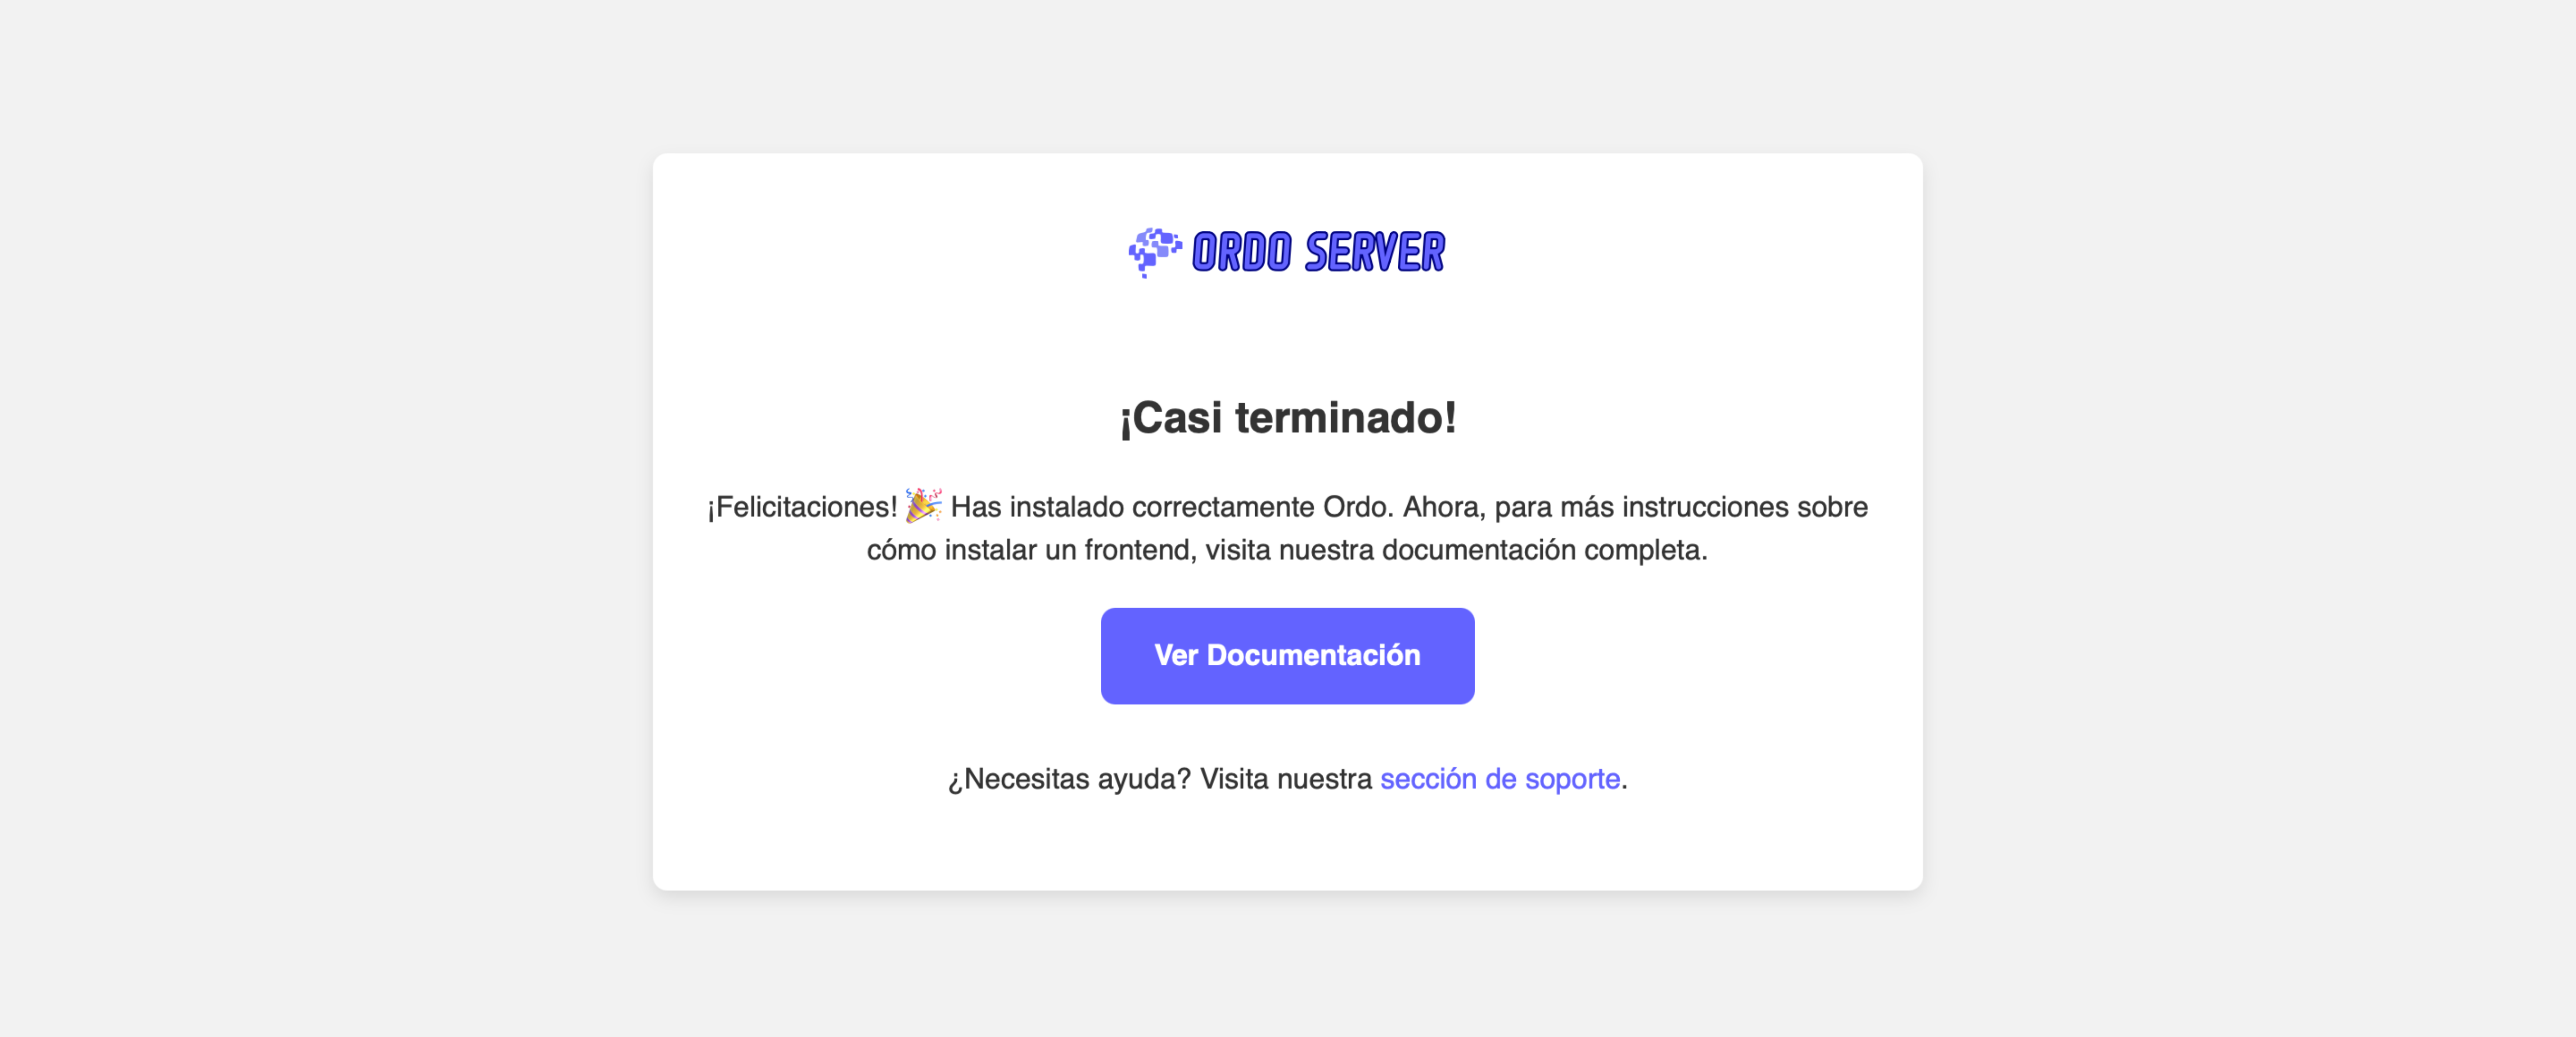 ORDO SERVER
¡Casi terminado!
¡Felicitaciones! 🎉 Has instalado correctamente Ordo. Ahora, para más instrucciones sobre
cómo instalar un frontend, visita nuestra documentación completa.
Ver Documentación
¿Necesitas ayuda? Visita nuestra sección de soporte.